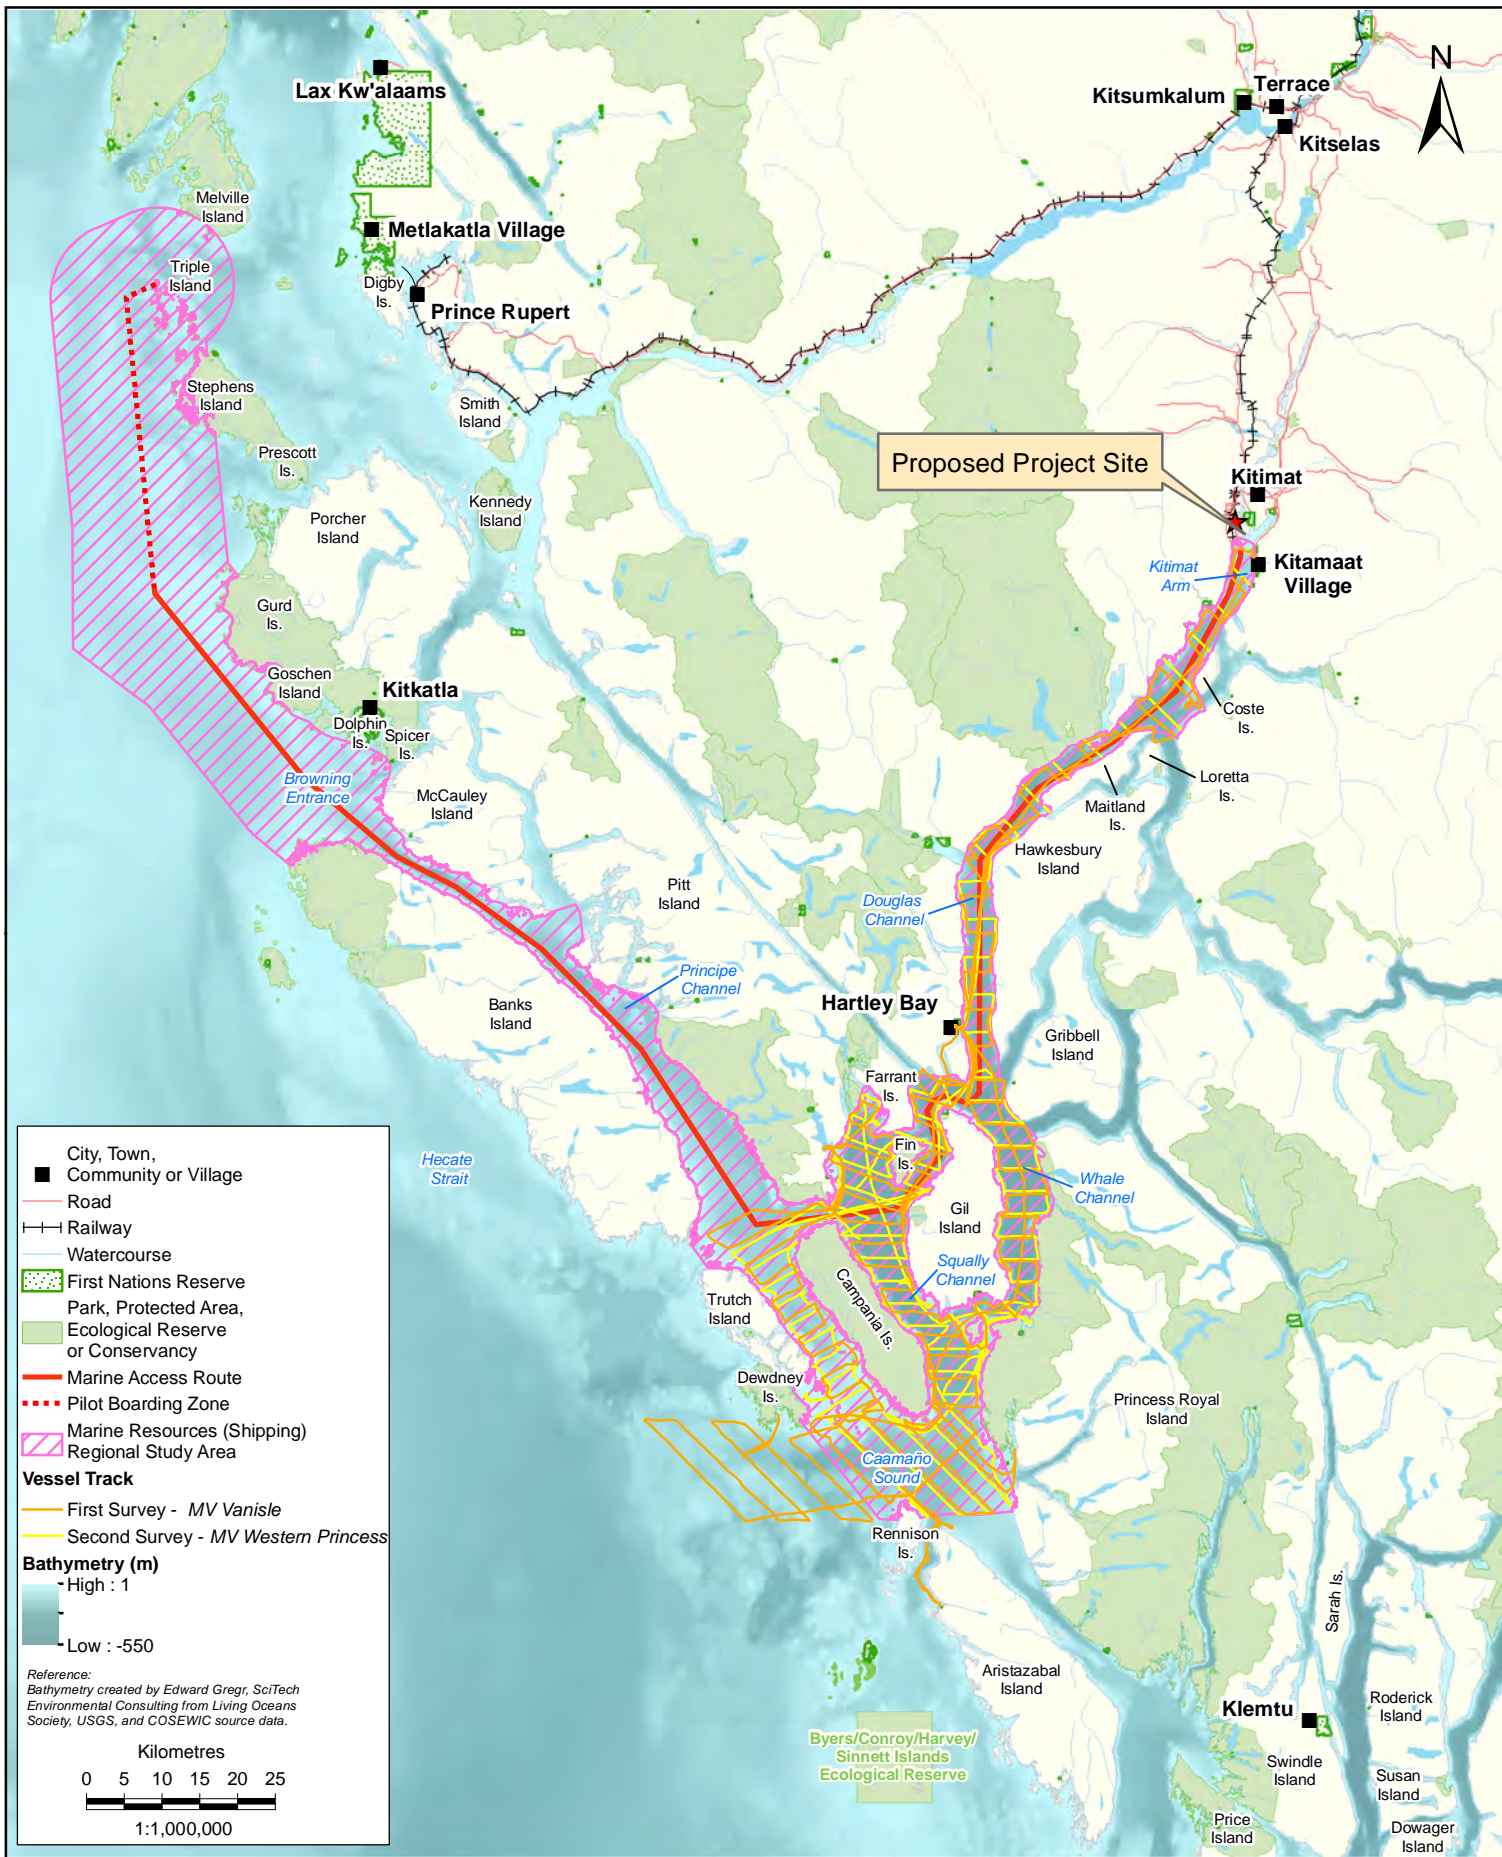 N
Lax Kw'alaams
Kitsumkalum
Terrace
Kitselas
Melville
Island
Metlakatla Village
Triple
Island
Digby
Is.
Prince Rupert
Stephens
Island
Smith
Island
Prescott
Is.
Proposed Project Site
Kitimat
Kennedy
Island
Porcher
Island
Kitimat
Arm
Kitamaat
Village
Gurd
Is.
Goschen
Island
Kitkatla
Dolphin
Is.
Spicer
Is.
Coste
Is.
Browning
Entrance
McCauley
Island
Loretta
Is.
Maitland
Is.
Hawkesbury
Island
Pitt
Island
Douglas
Channel
Principe
Channel
Banks
Island
Hartley Bay
Gribbell
Island
Farrant
Is.
Fin
Is.
Hecate
Strait
Whale
Channel
Gil
Island
Squally
Channel
Campania Is.
Trutch
Island
Dewdney
Is.
Princess Royal
Island
Caamaño
Sound
Rennison
Is.
Sarah Is.
Aristazabal
Island
Roderick
Island
Klemtu
Byers/Conroy/Harvey/
Sinnett Islands
Ecological Reserve
Swindle
Island
Susan
Island
Price
Island
Dowager
Island
City, Town,
Community or Village
Road
Railway
Watercourse
First Nations Reserve
Park, Protected Area,
Ecological Reserve
or Conservancy
Marine Access Route
Pilot Boarding Zone
Marine Resources (Shipping)
Regional Study Area
Vessel Track
First Survey - MV Vanisle
Second Survey - MV Western Princess
Bathymetry (m)
High : 1
Low : -550
Reference:
Bathymetry created by Edward Gregr, SciTech
Environmental Consulting from Living Oceans
Society, USGS, and COSEWIC source data.
Kilometres
0 5 10 15 20 25
1:1,000,000